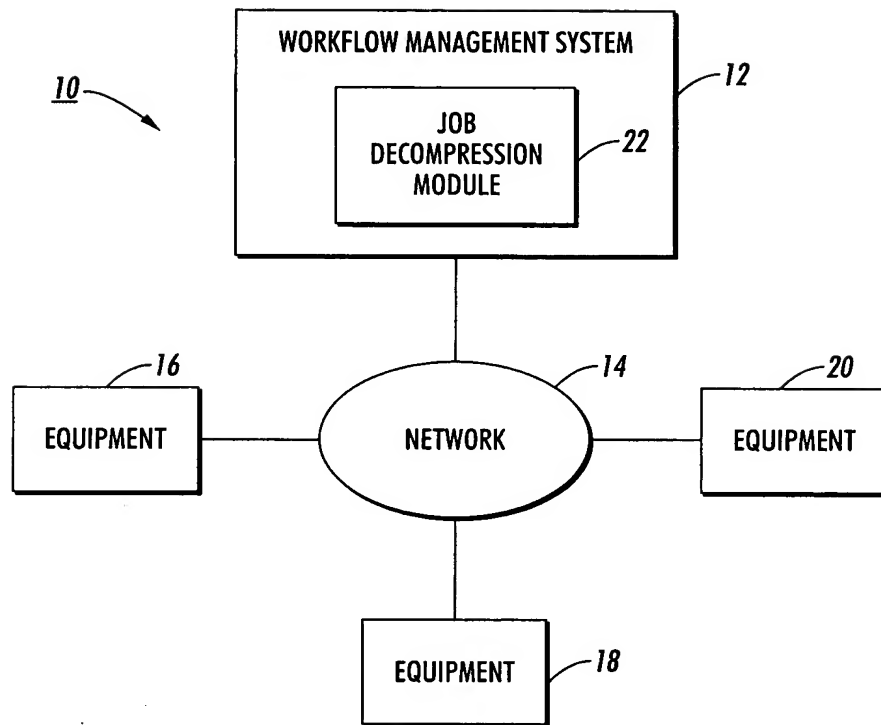 WORKFLOW MANAGEMENT SYSTEM
12
10
JOB
DECOMPRESSION
MODULE
22
16
14
20
EQUIPMENT
NETWORK
EQUIPMENT
EQUIPMENT
18